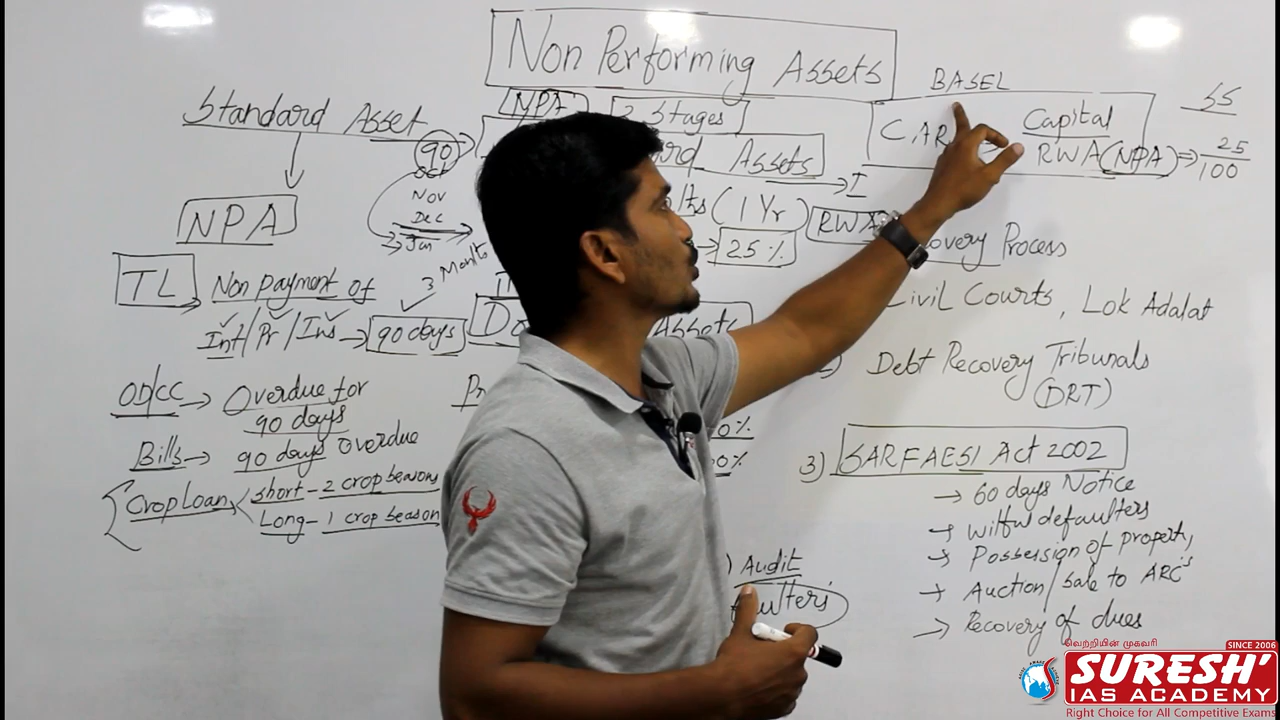 Non Performing Assets
BASEL
Standard Asset
NPA
2 Stages
90
Assets
CAR
Capital
RWA (NPA) ⇒ 25/100
I
Nov
Dec
Jan
3 Months
(1 Yr)
RWA
25%
NPA
Process
TL
Non payment of
Int/Pr/Ins → 90 days
Assets
Civil Courts, Lok Adalat
Debt Recovery Tribunals
(DRT)
OD/CC → Overdue for
90 days
Bills → 90 days overdue
Crop Loan
Short - 2 crop seasons
Long - 1 crop season
3) SARFAESI Act 2002
→ 60 days Notice
→ Wilful defaulters
→ Possession of property
→ Auction/Sale to ARC's
→ Recovery of dues
Audit
வெற்றியின் முகவரி
SINCE 2006
SURESH'
IAS ACADEMY
Right Choice for All Competitive Exams